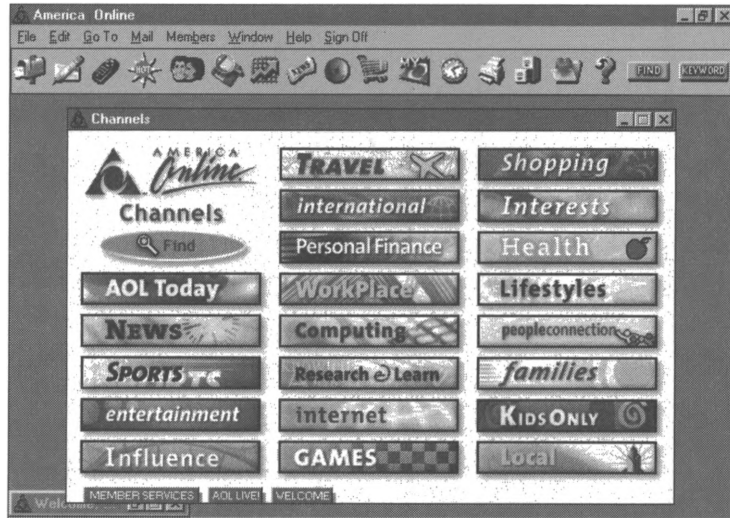 America Online
File Edit Go To Mail Members Window Help Sign Off
FIND KEYWORD
Channels
AMERICA
Online
Channels
Find
AOL Today
NEWS
SPORTS
entertainment
Influence
TRAVEL
international
Personal Finance
WorkPlace
Computing
Research @ Learn
internet
GAMES
Shopping
Interests
Health
Lifestyles
peopleconnection
families
KIDSONLY
Local
MEMBER SERVICES AOL LIVE! WELCOME
Welcome,